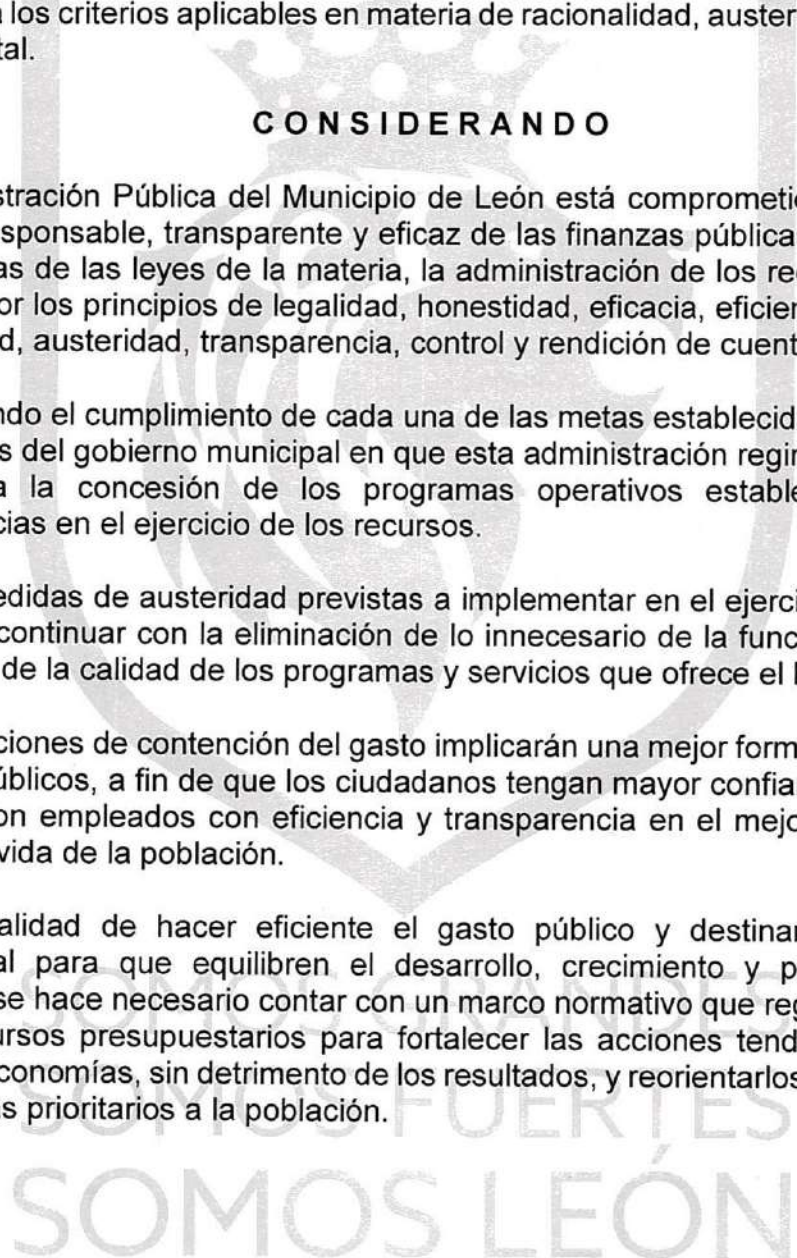 los criterios aplicables en materia de racionalidad, auster
tal.
CONSIDERANDO
stración Pública del Municipio de León está comprometi
sponsable, transparente y eficaz de las finanzas pública
as de las leyes de la materia, la administración de los re
or los principios de legalidad, honestidad, eficacia, eficien
d, austeridad, transparencia, control y rendición de cuent
ndo el cumplimiento de cada una de las metas establecid
s del gobierno municipal en que esta administración regir
a la concesión de los programas operativos estable
cias en el ejercicio de los recursos.
edidas de austeridad previstas a implementar en el ejerci
continuar con la eliminación de lo innecesario de la func
de la calidad de los programas y servicios que ofrece el
ciones de contención del gasto implicarán una mejor form
úblicos, a fin de que los ciudadanos tengan mayor confia
on empleados con eficiencia y transparencia en el mejo
vida de la población.
alidad de hacer eficiente el gasto público y destinar
al para que equilibren el desarrollo, crecimiento y p
se hace necesario contar con un marco normativo que reg
ursos presupuestarios para fortalecer las acciones tend
conomías, sin detrimento de los resultados, y reorientarlos
as prioritarios a la población.
SOMOS GRANDES
SOMOS FUERTES
SOMOS LEÓN